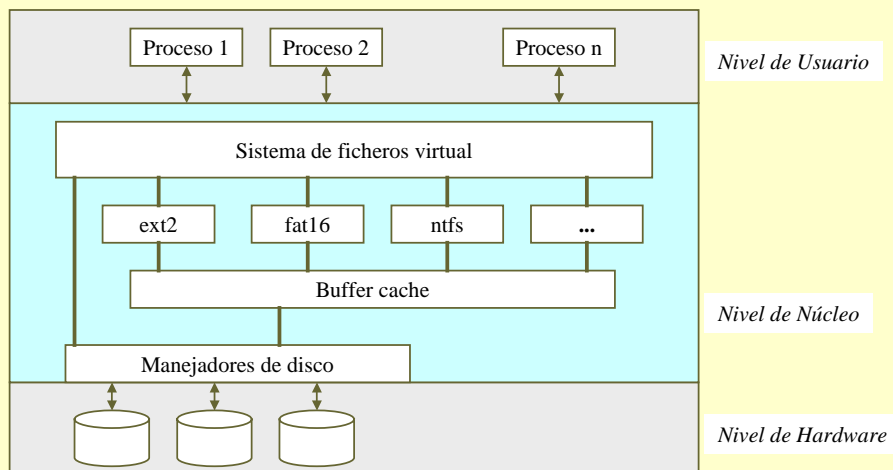 Proceso 1
Proceso 2
Proceso n
Nivel de Usuario
Sistema de ficheros virtual
ext2
fat16
ntfs
...
Buffer cache
Nivel de Núcleo
Manejadores de disco
Nivel de Hardware